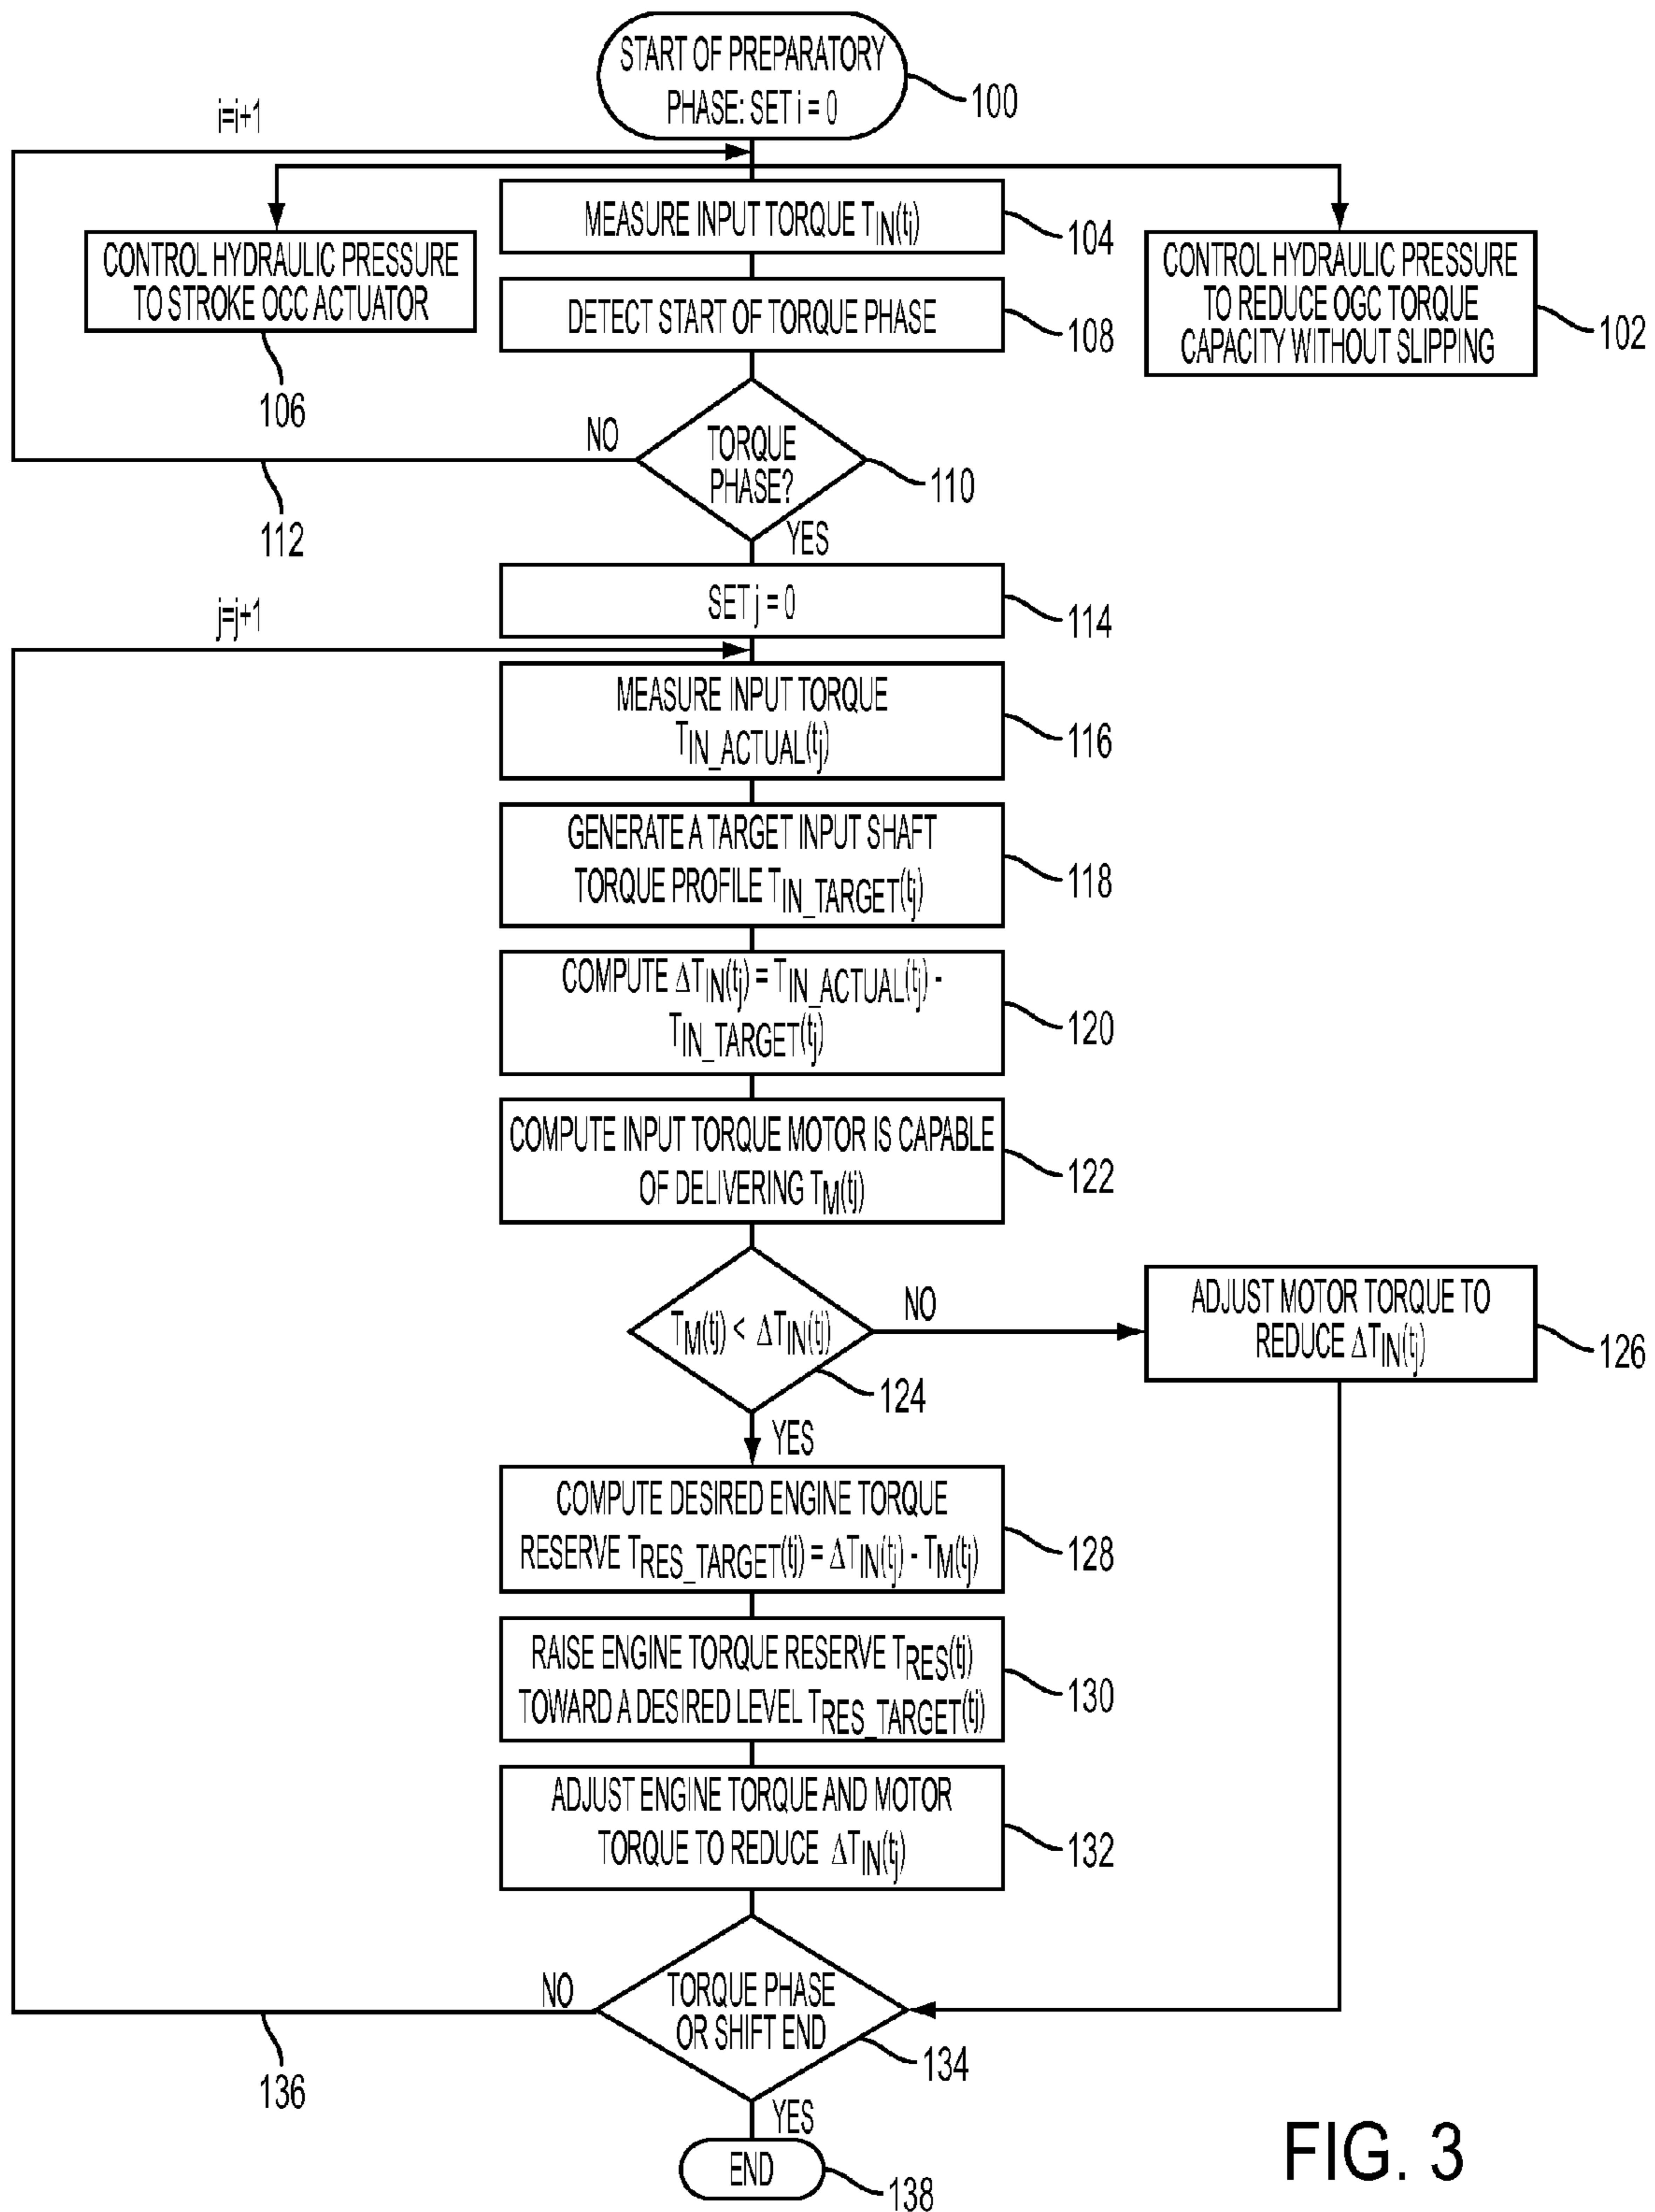 START OF PREPARATORY
PHASE: SET i = 0
100
i=i+1
MEASURE INPUT TORQUE TIN(ti)
104
CONTROL HYDRAULIC PRESSURE
TO STROKE OCC ACTUATOR
106
CONTROL HYDRAULIC PRESSURE
TO REDUCE OGC TORQUE
CAPACITY WITHOUT SLIPPING
102
DETECT START OF TORQUE PHASE
108
NO
TORQUE
PHASE?
110
112
YES
SET j = 0
114
j=j+1
MEASURE INPUT TORQUE
TIN_ACTUAL(tj)
116
GENERATE A TARGET INPUT SHAFT
TORQUE PROFILE TIN_TARGET(tj)
118
COMPUTE ΔTIN(tj) = TIN_ACTUAL(tj) -
TIN_TARGET(tj)
120
COMPUTE INPUT TORQUE MOTOR IS CAPABLE
OF DELIVERING TM(tj)
122
TM(tj) < ΔTIN(tj)
124
NO
ADJUST MOTOR TORQUE TO
REDUCE ΔTIN(tj)
126
YES
COMPUTE DESIRED ENGINE TORQUE
RESERVE TRES_TARGET(tj) = ΔTIN(tj) - TM(tj)
128
RAISE ENGINE TORQUE RESERVE TRES(tj)
TOWARD A DESIRED LEVEL TRES_TARGET(tj)
130
ADJUST ENGINE TORQUE AND MOTOR
TORQUE TO REDUCE ΔTIN(tj)
132
NO
TORQUE PHASE
OR SHIFT END
134
136
YES
END
138
FIG. 3